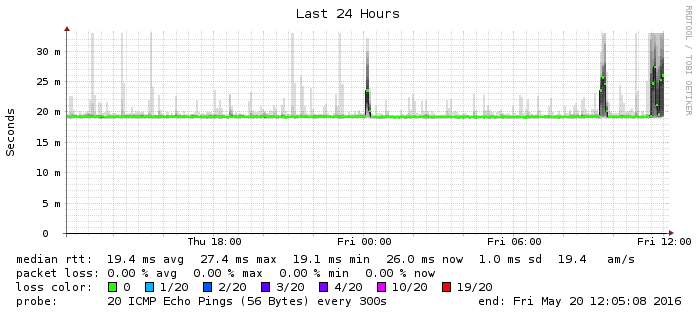 Last 24 Hours
RRDTOOL / TOBI OETIKER
Seconds
30 m
25 m
20 m
15 m
10 m
5 m
0
Thu 18:00 Fri 00:00 Fri 06:00 Fri 12:00
median rtt: 19.4 ms avg 27.4 ms max 19.1 ms min 26.0 ms now 1.0 ms sd 19.4 am/s
packet loss: 0.00 % avg 0.00 % max 0.00 % min 0.00 % now
loss color: 0 1/20 2/20 3/20 4/20 10/20 19/20
probe: 20 ICMP Echo Pings (56 Bytes) every 300s end: Fri May 20 12:05:08 2016